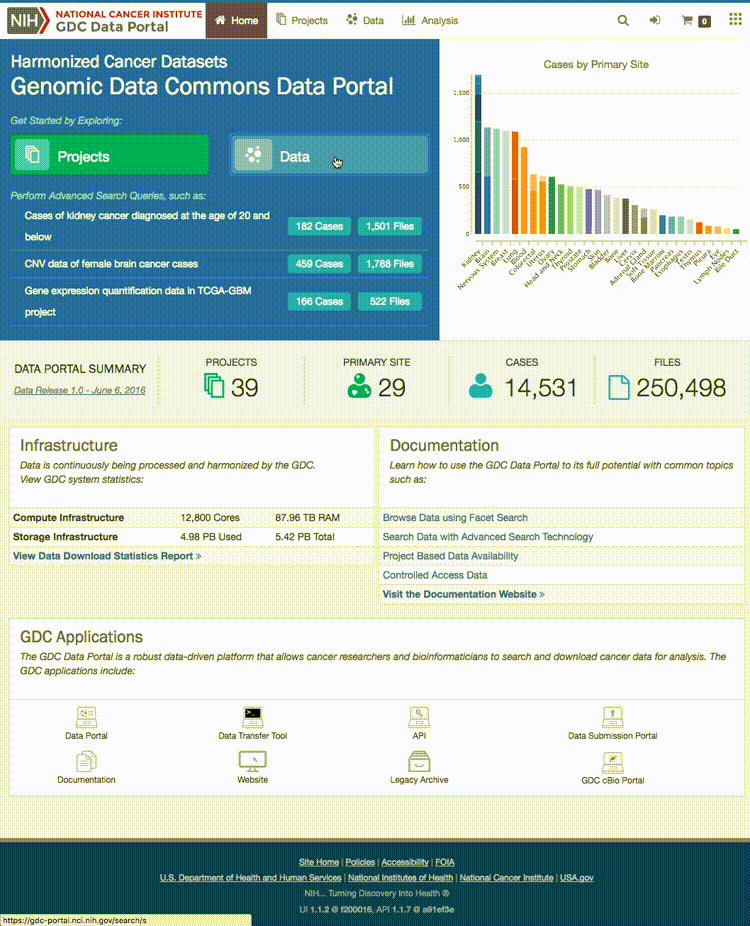 NIH NATIONAL CANCER INSTITUTE
GDC Data Portal
Home Projects Data Analysis 0
Harmonized Cancer Datasets
Genomic Data Commons Data Portal
Get Started by Exploring:
Projects Data
Perform Advanced Search Queries, such as:
Cases of kidney cancer diagnosed at the age of 20 and
below
182 Cases 1,501 Files
CNV data of female brain cancer cases 459 Cases 1,788 Files
Gene expression quantification data in TCGA-GBM
project
166 Cases 522 Files
Cases by Primary Site
1,500
1,000
500
0
Kidney
Brain
Nervous System
Breast
Lung
Blood
Colorectal
Uterus
Ovary
Head and Neck
Thyroid
Prostate
Stomach
Skin
Bladder
Bone
Liver
Cervix
Adrenal Gland
Soft Tissue
Bone Marrow
Pancreas
Esophagus
Testis
Thymus
Pleura
Eye
Lymph Nodes
Bile Duct
DATA PORTAL SUMMARY
Data Release 1.0 - June 6, 2016
PROJECTS
39
PRIMARY SITE
29
CASES
14,531
FILES
250,498
Infrastructure
Data is continuously being processed and harmonized by the GDC.
View GDC system statistics:
Compute Infrastructure 12,800 Cores 87.96 TB RAM
Storage Infrastructure 4.98 PB Used 5.42 PB Total
View Data Download Statistics Report »
Documentation
Learn how to use the GDC Data Portal to its full potential with common topics
such as:
Browse Data using Facet Search
Search Data with Advanced Search Technology
Project Based Data Availability
Controlled Access Data
Visit the Documentation Website »
GDC Applications
The GDC Data Portal is a robust data-driven platform that allows cancer researchers and bioinformaticians to search and download cancer data for analysis. The
GDC applications include:
Data Portal Data Transfer Tool API Data Submission Portal
Documentation Website Legacy Archive GDC cBio Portal
Site Home | Policies | Accessibility | FOIA
U.S. Department of Health and Human Services | National Institutes of Health | National Cancer Institute | USA.gov
NIH... Turning Discovery Into Health ®
UI 1.1.2 @ f200016, API 1.1.7 @ a91ef3e
https://gdc-portal.nci.nih.gov/search/s